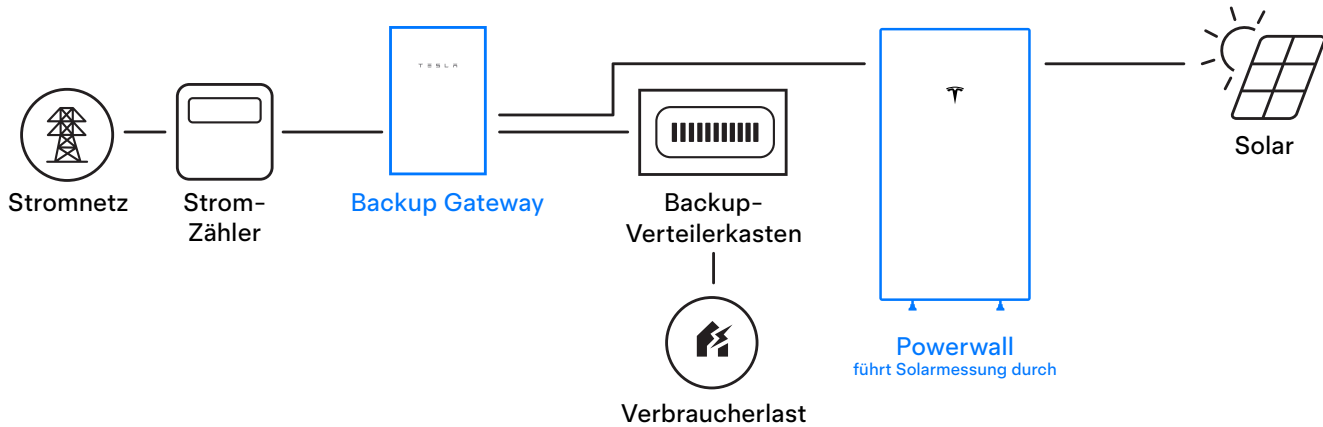 TESLA
Solar
Stromnetz
Strom-
Zähler
Backup Gateway
Backup-
Verteilerkasten
Powerwall
führt Solarmessung durch
Verbraucherlast